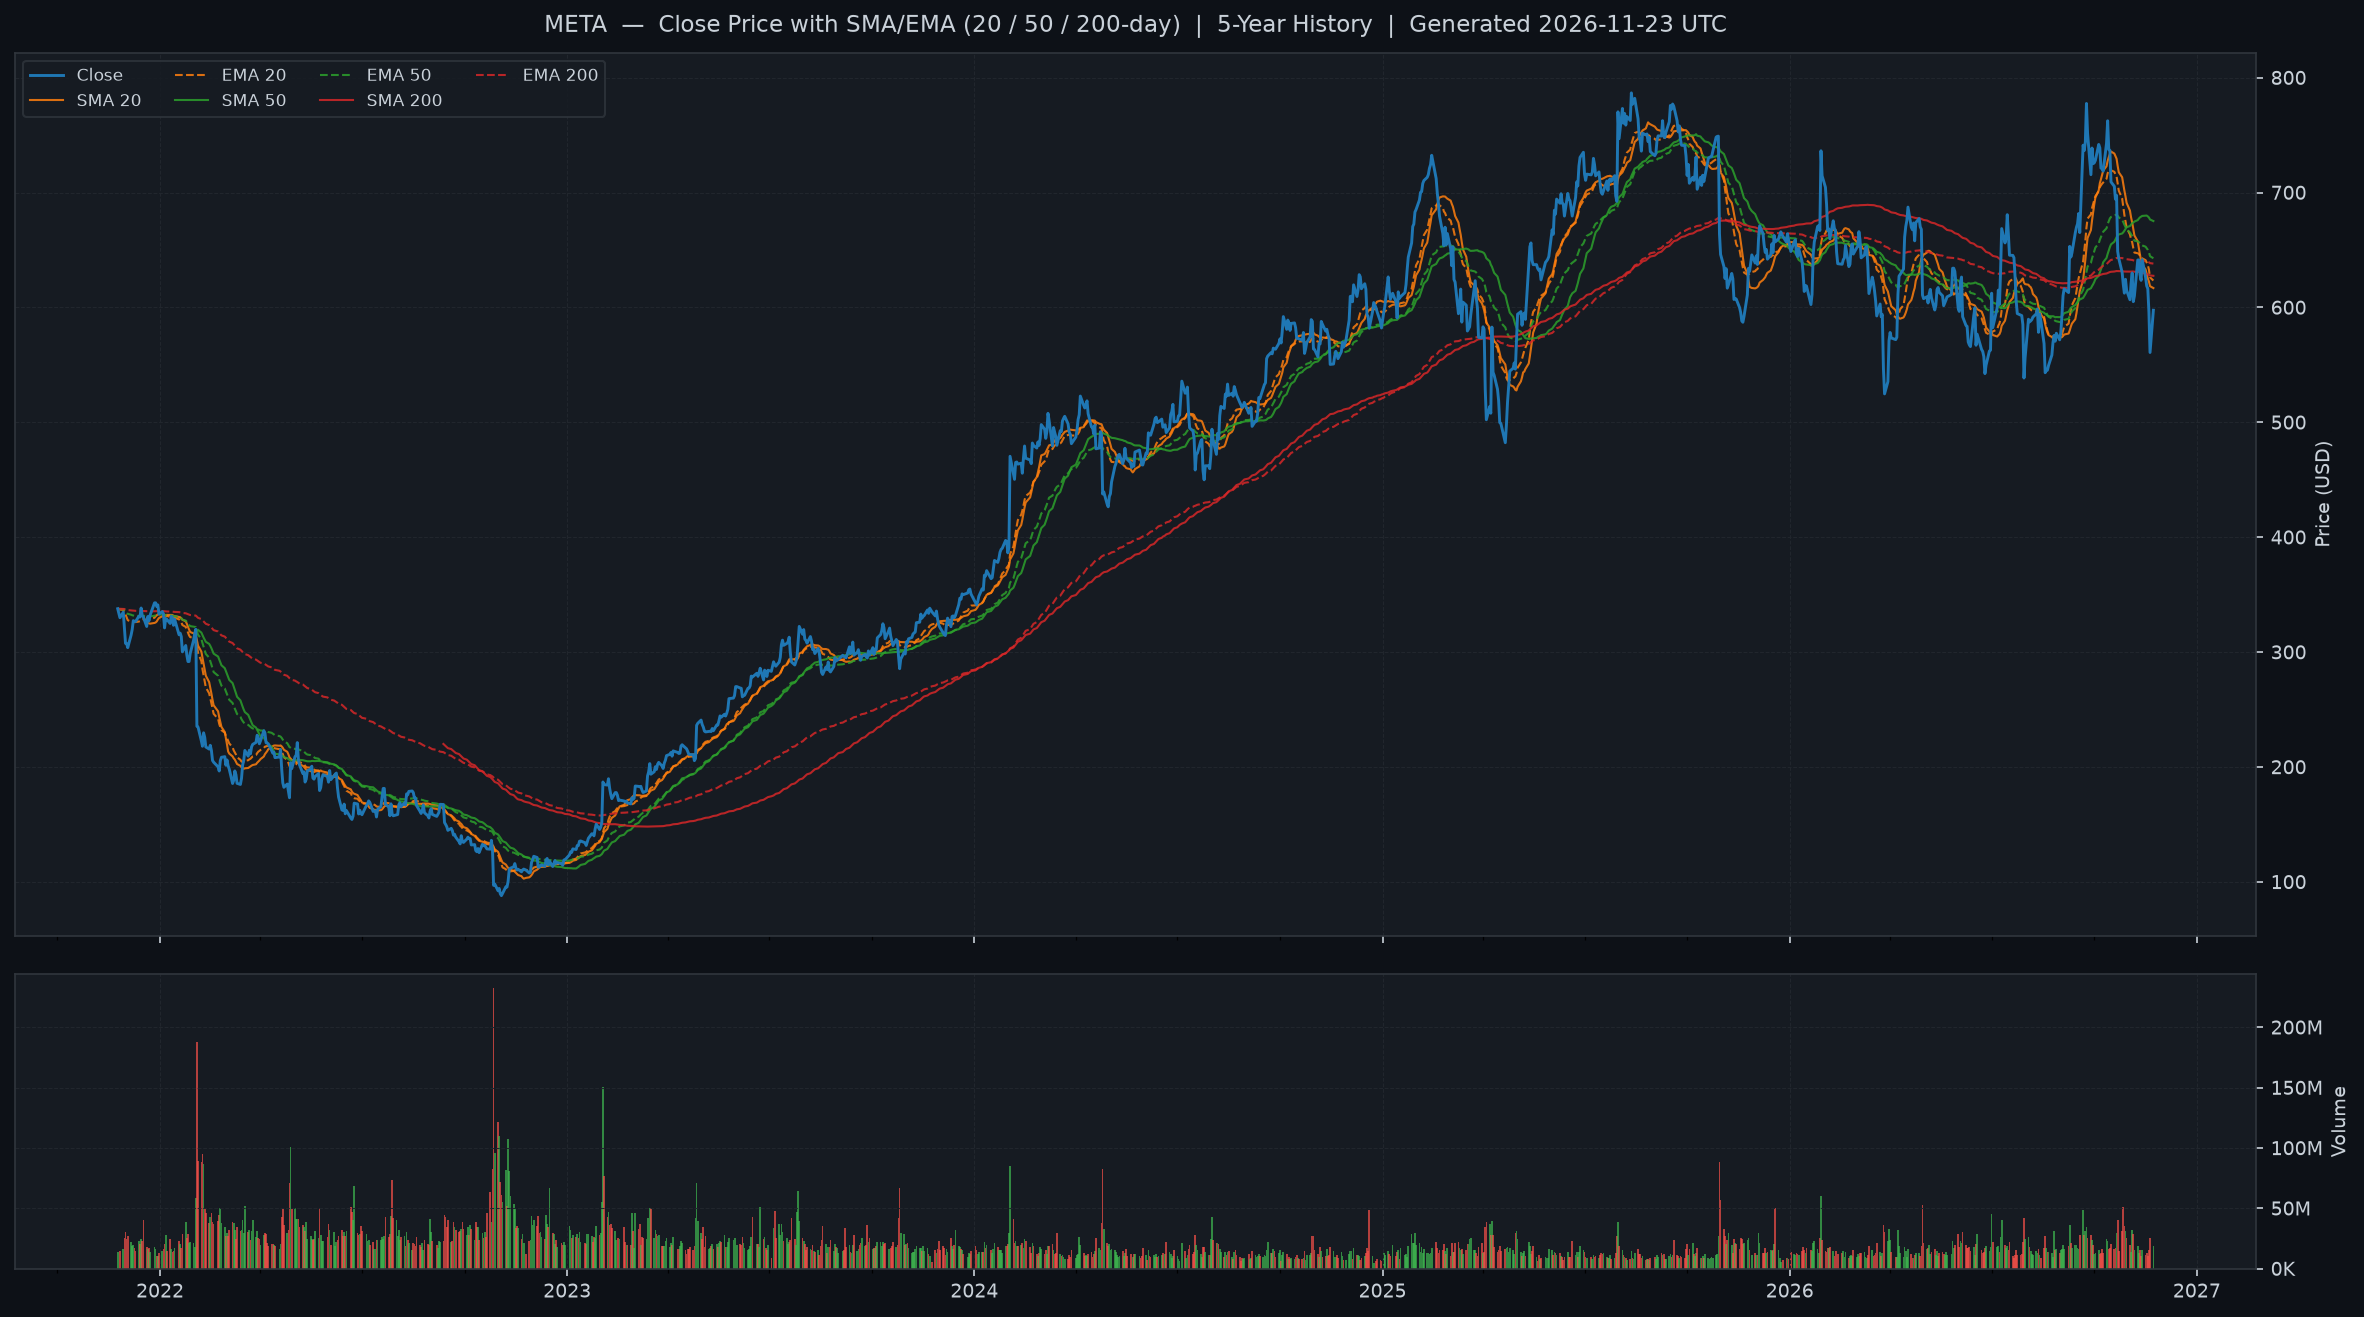 META — Close Price with SMA/EMA (20 / 50 / 200-day) | 5-Year History | Generated 2026-11-23 UTC
Close EMA 20 EMA 50 EMA 200
SMA 20 SMA 50 SMA 200
800
700
600
500
400
300
200
100
Price (USD)
200M
150M
100M
50M
0K
Volume
2022 2023 2024 2025 2026 2027